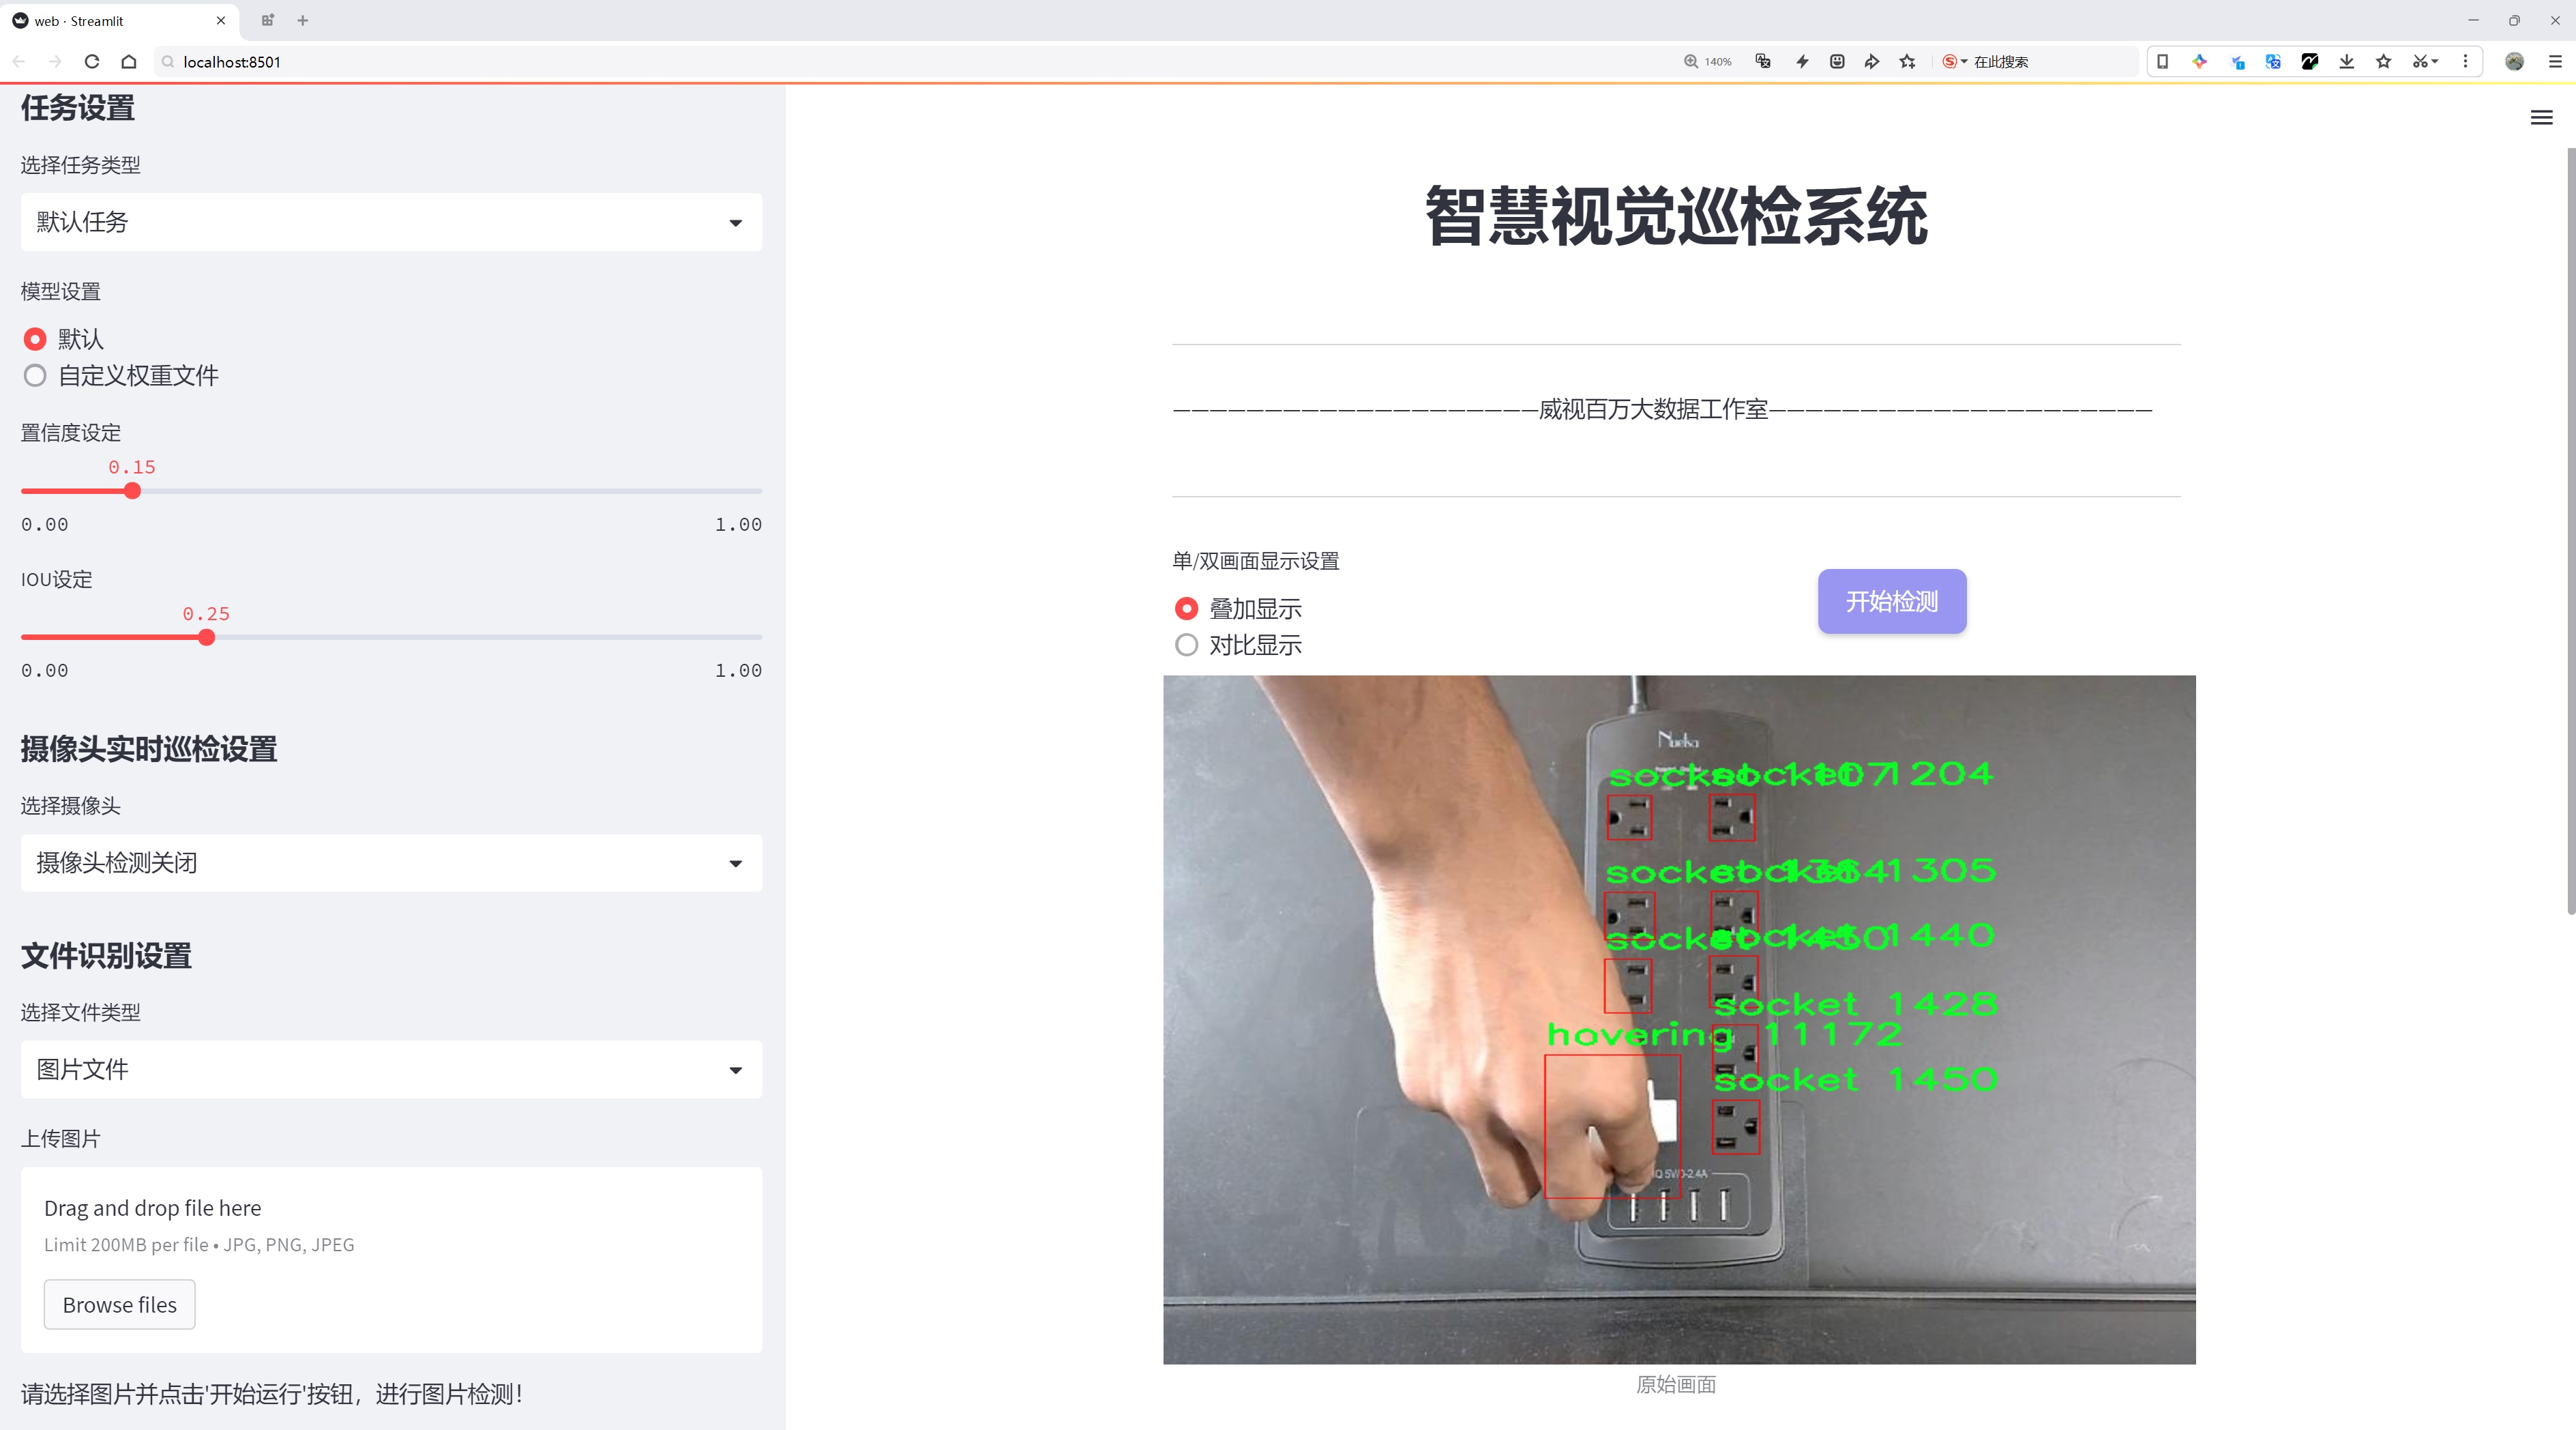 web · Streamlit
localhost:8501
140%
在此搜索
任务设置
选择任务类型
默认任务
模型设置
默认
自定义权重文件
置信度设定
0.15
0.00
1.00
IOU设定
0.25
0.00
1.00
摄像头实时巡检设置
选择摄像头
摄像头检测关闭
文件识别设置
选择文件类型
图片文件
上传图片
Drag and drop file here
Limit 200MB per file • JPG, PNG, JPEG
Browse files
请选择图片并点击'开始运行'按钮，进行图片检测！
智慧视觉巡检系统
————————————————————威视百万大数据工作室—————————————————————
单/双画面显示设置
叠加显示
对比显示
开始检测
socket
socket 1204
socket
socket 1305
socket
socket 1440
socket 1428
hovering 11172
socket 1450
原始画面